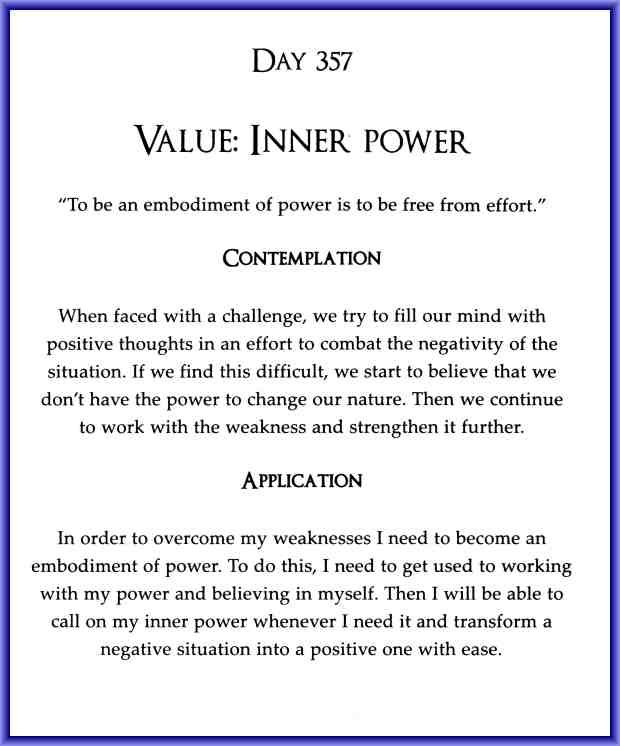 Day 357
Value: Inner power
“To be an embodiment of power is to be free from effort.”
Contemplation
When faced with a challenge, we try to fill our mind with
positive thoughts in an effort to combat the negativity of the
situation. If we find this difficult, we start to believe that we
don’t have the power to change our nature. Then we continue
to work with the weakness and strengthen it further.
Application
In order to overcome my weaknesses I need to become an
embodiment of power. To do this, I need to get used to working
with my power and believing in myself. Then I will be able to
call on my inner power whenever I need it and transform a
negative situation into a positive one with ease.